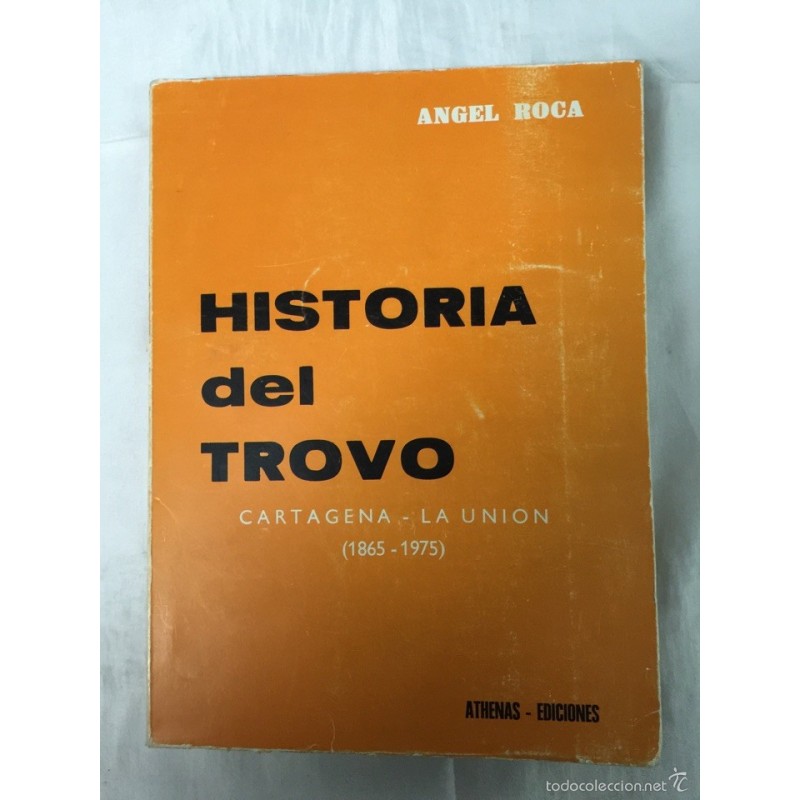 ANGEL ROCA
HISTORIA
del
TROVO
CARTAGENA - LA UNION
(1865 - 1975)
ATHENAS - EDICIONES
todocoleccion.net